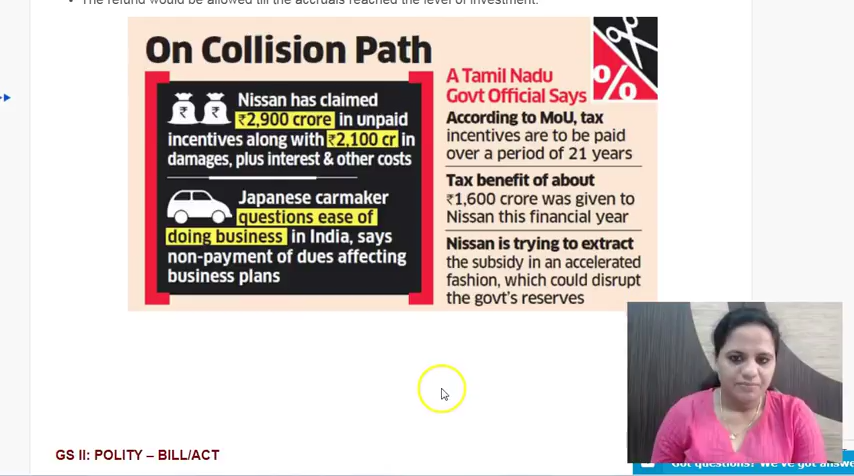 • The refund would be allowed till the accruals reached the level of investment.
On Collision Path
Nissan has claimed
₹2,900 crore in unpaid
incentives along with ₹2,100 cr in
damages, plus interest & other costs
Japanese carmaker
questions ease of
doing business in India, says
non-payment of dues affecting
business plans
%
A Tamil Nadu
Govt Official Says
According to MoU, tax
incentives are to be paid
over a period of 21 years
Tax benefit of about
₹1,600 crore was given to
Nissan this financial year
Nissan is trying to extract
the subsidy in an accelerated
fashion, which could disrupt
the govt's reserves
GS II: POLITY – BILL/ACT
Got questions? We've got answe